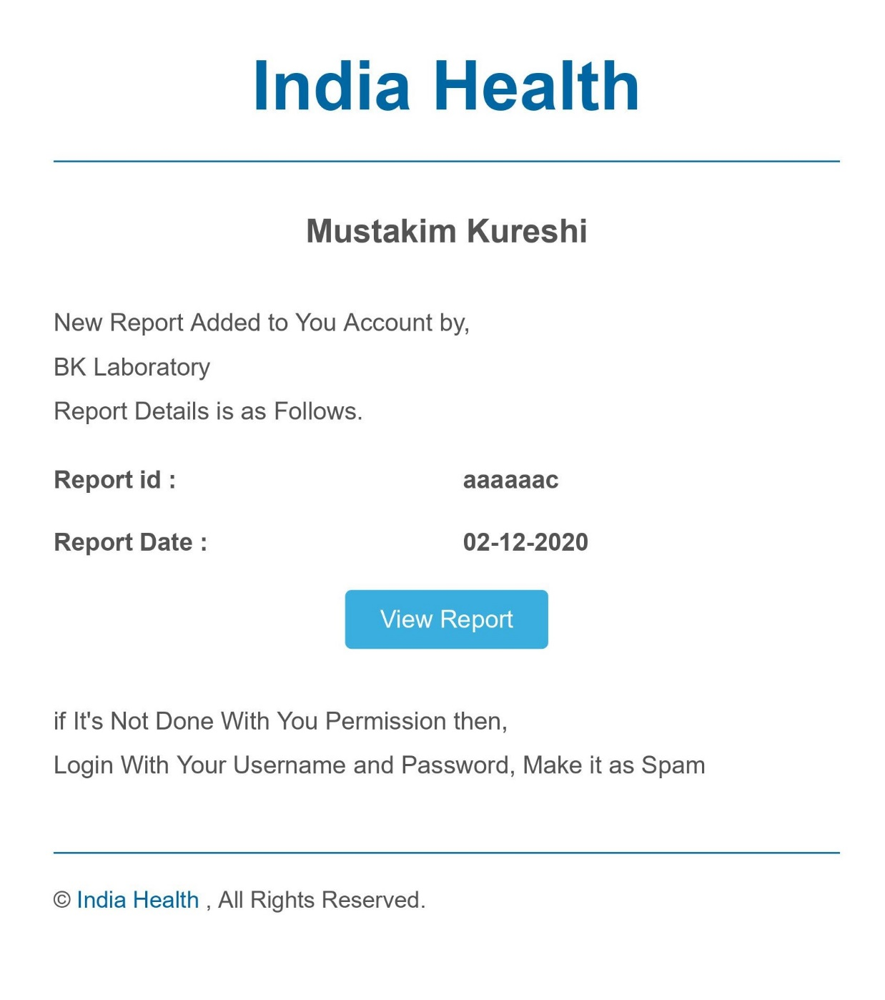 India Health
Mustakim Kureshi
New Report Added to You Account by,
BK Laboratory
Report Details is as Follows.
Report id : aaaaaac
Report Date : 02-12-2020
View Report
if It's Not Done With You Permission then,
Login With Your Username and Password, Make it as Spam
© India Health , All Rights Reserved.